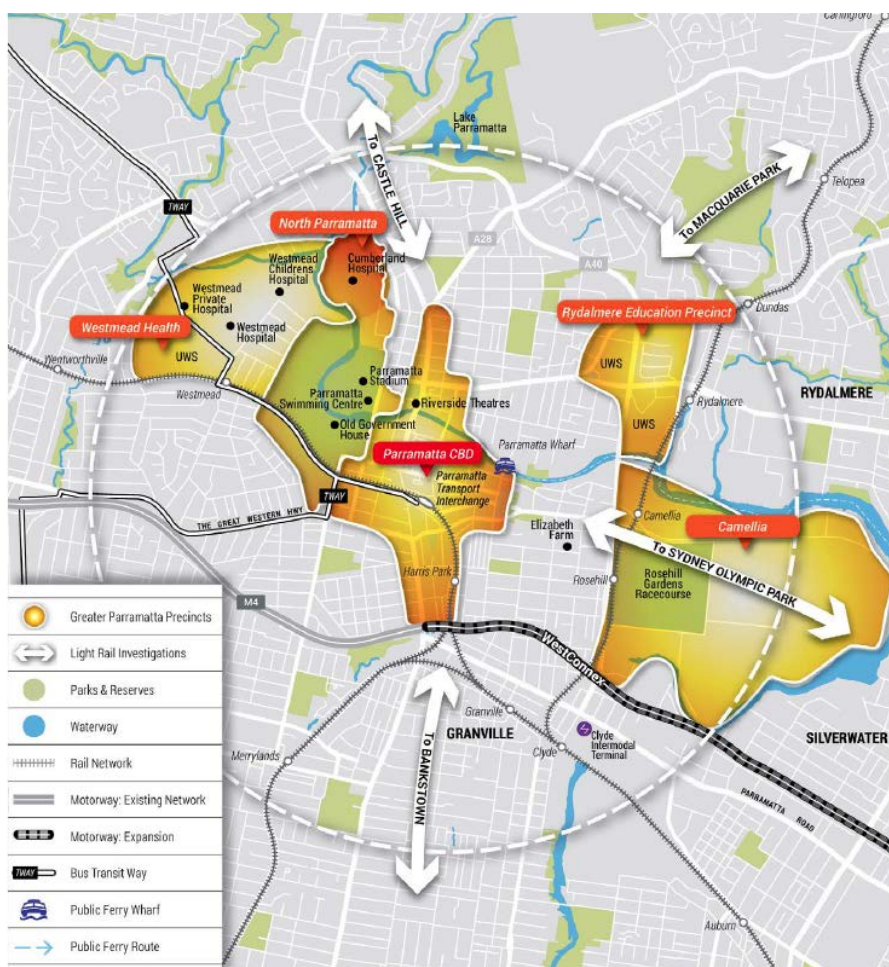 Carlingford
Lake
Parramatta
To CASTLE HILL
To MACQUARIE PARK
Telopea
TWAY
North Parramatta
A28
A40
Cumberland
Hospital
Westmead
Childrens
Hospital
Westmead
Private
Hospital
Westmead
Hospital
Westmead Health
UWS
Wentworthville
Westmead
Rydalmere Education Precinct
Dundas
UWS
UWS
Rydalmere
RYDALMERE
Parramatta
Stadium
Parramatta
Swimming Centre
Riverside Theatres
Old Government
House
Parramatta Wharf
Parramatta CBD
Parramatta
Transport
Interchange
TWAY
THE GREAT WESTERN HWY
Elizabeth
Farm
Camellia
Camellia
To SYDNEY OLYMPIC PARK
Harris Park
Rosehill
Rosehill
Gardens
Racecourse
M4
WestConnex
Granville
GRANVILLE
Clyde
Clyde
Intermodal
Terminal
SILVERWATER
Merrylands
To BANKSTOWN
PARRAMATTA
ROAD
Auburn
Greater Parramatta Precincts
Light Rail Investigations
Parks & Reserves
Waterway
Rail Network
Motorway: Existing Network
Motorway: Expansion
TWAY
Bus Transit Way
Public Ferry Wharf
Public Ferry Route